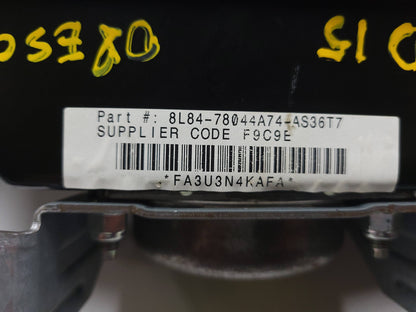 Part #: 8L84-78044A74-AS36T7
SUPPLIER CODE F9C9E
*FA3U3N4KAFA*